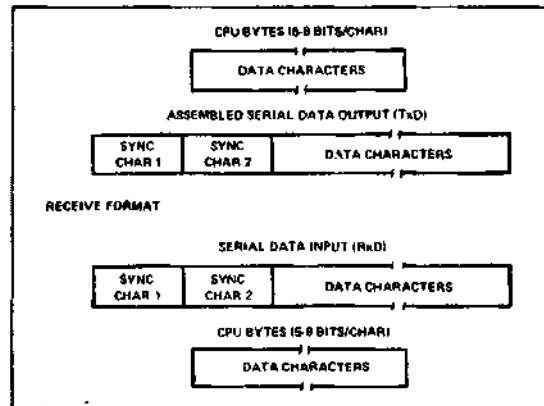 CPU BYTES (5-8 BITS/CHAR)
DATA CHARACTERS
ASSEMBLED SERIAL DATA OUTPUT (TxD)
SYNC CHAR 1
SYNC CHAR 2
DATA CHARACTERS
RECEIVE FORMAT
SERIAL DATA INPUT (RxD)
SYNC CHAR 1
SYNC CHAR 2
DATA CHARACTERS
CPU BYTES (5-8 BITS/CHAR)
DATA CHARACTERS